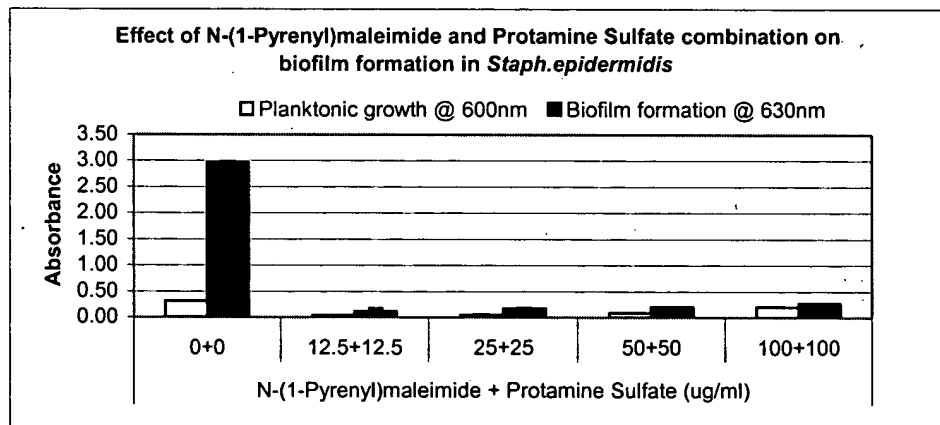 Effect of N-(1-Pyrenyl)maleimide and Protamine Sulfate combination on
biofilm formation in Staph.epidermidis
Planktonic growth @ 600nm Biofilm formation @ 630nm
3.50
3.00
2.50
2.00
1.50
1.00
0.50
0.00
Absorbance
0+0 12.5+12.5 25+25 50+50 100+100
N-(1-Pyrenyl)maleimide + Protamine Sulfate (ug/ml)